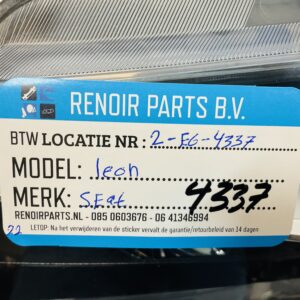 RENOIR PARTS B.V.
BTW LOCATIE NR : 2-E6-4337
MODEL: leon
MERK: SEat 4337
RENOIRPARTS.NL - 085 0603676 - 06 41346994
22 LETOP: Na het verwijderen van de sticker vervalt de garantie/retourbeleid van 14 dagen